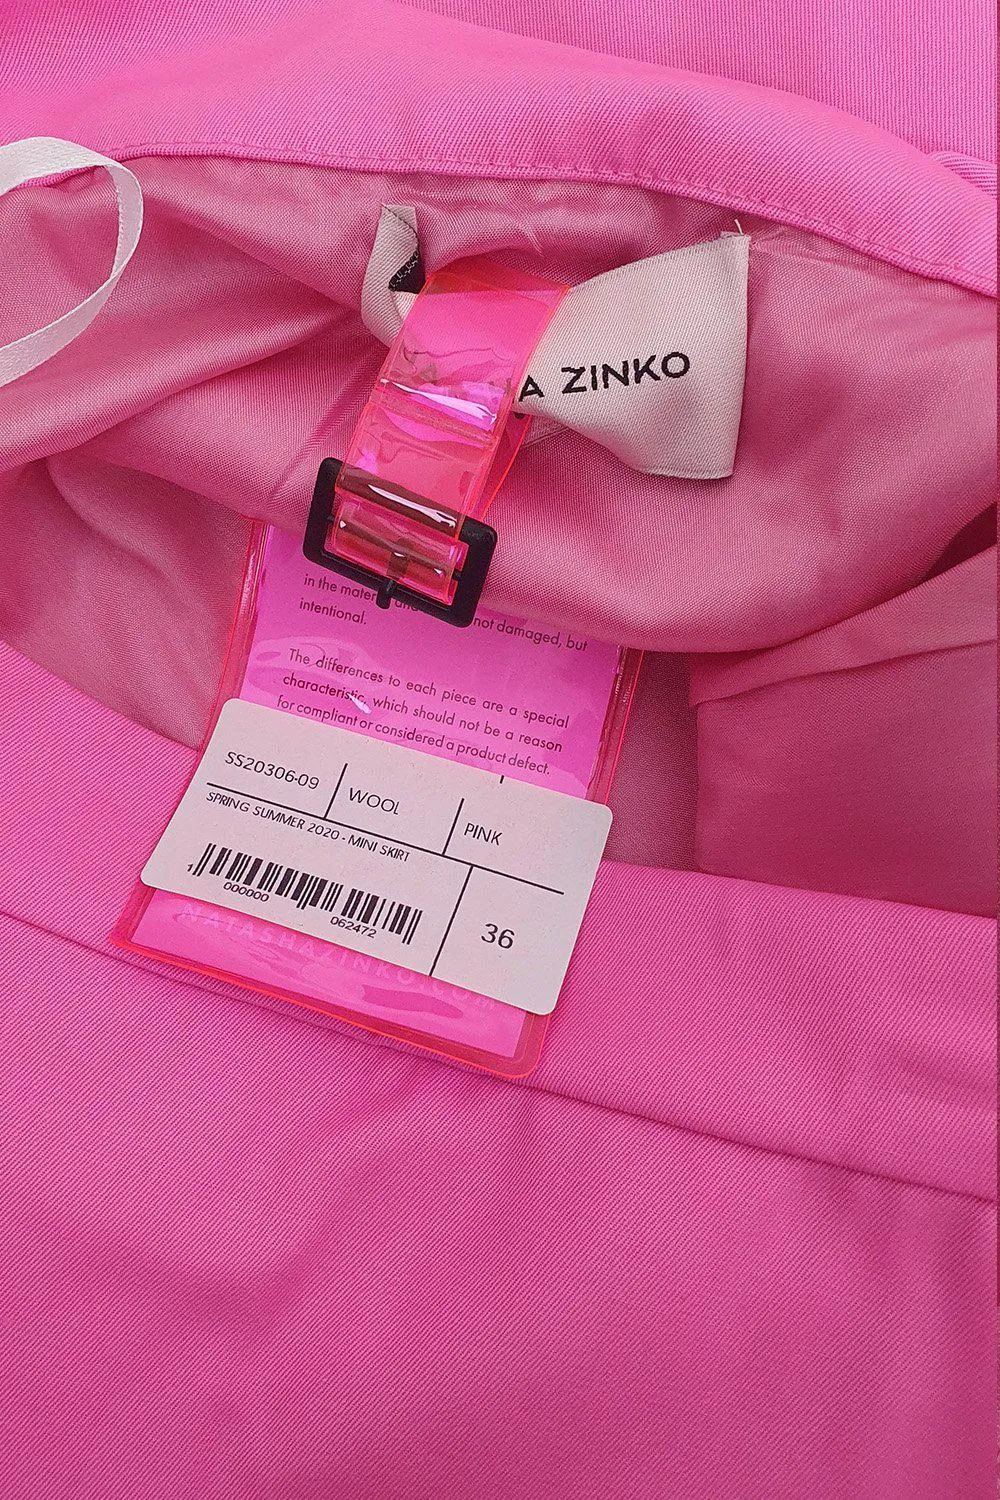 A ZINKO
in the
not damaged, but
intentional.
The differences to each piece are a special
characteristic, which should not be a reason
for compliant or considered a product defect.
SS20306-09
WOOL
PINK
SPRING SUMMER 2020 - MINI SKIRT
1 000000 062472
36
NATASHAZINKO.COM